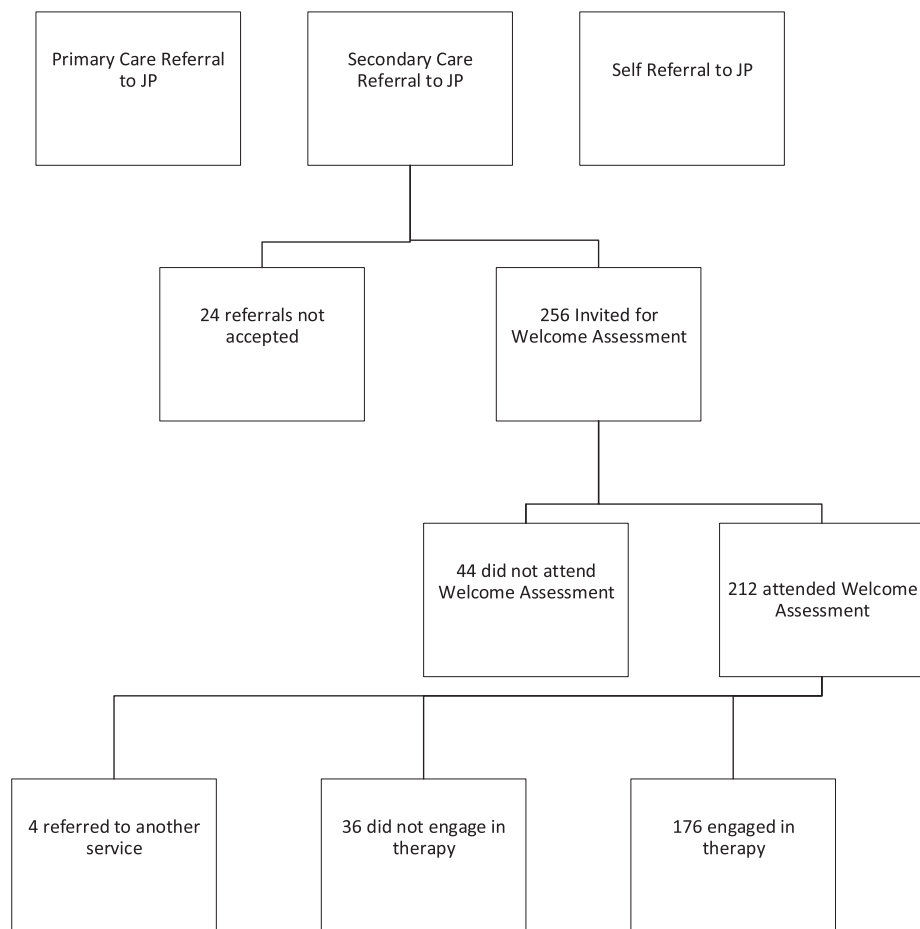 Primary Care Referral
to JP
Secondary Care
Referral to JP
Self Referral to JP
24 referrals not
accepted
256 Invited for
Welcome Assessment
44 did not attend
Welcome Assessment
212 attended Welcome
Assessment
4 referred to another
service
36 did not engage in
therapy
176 engaged in
therapy